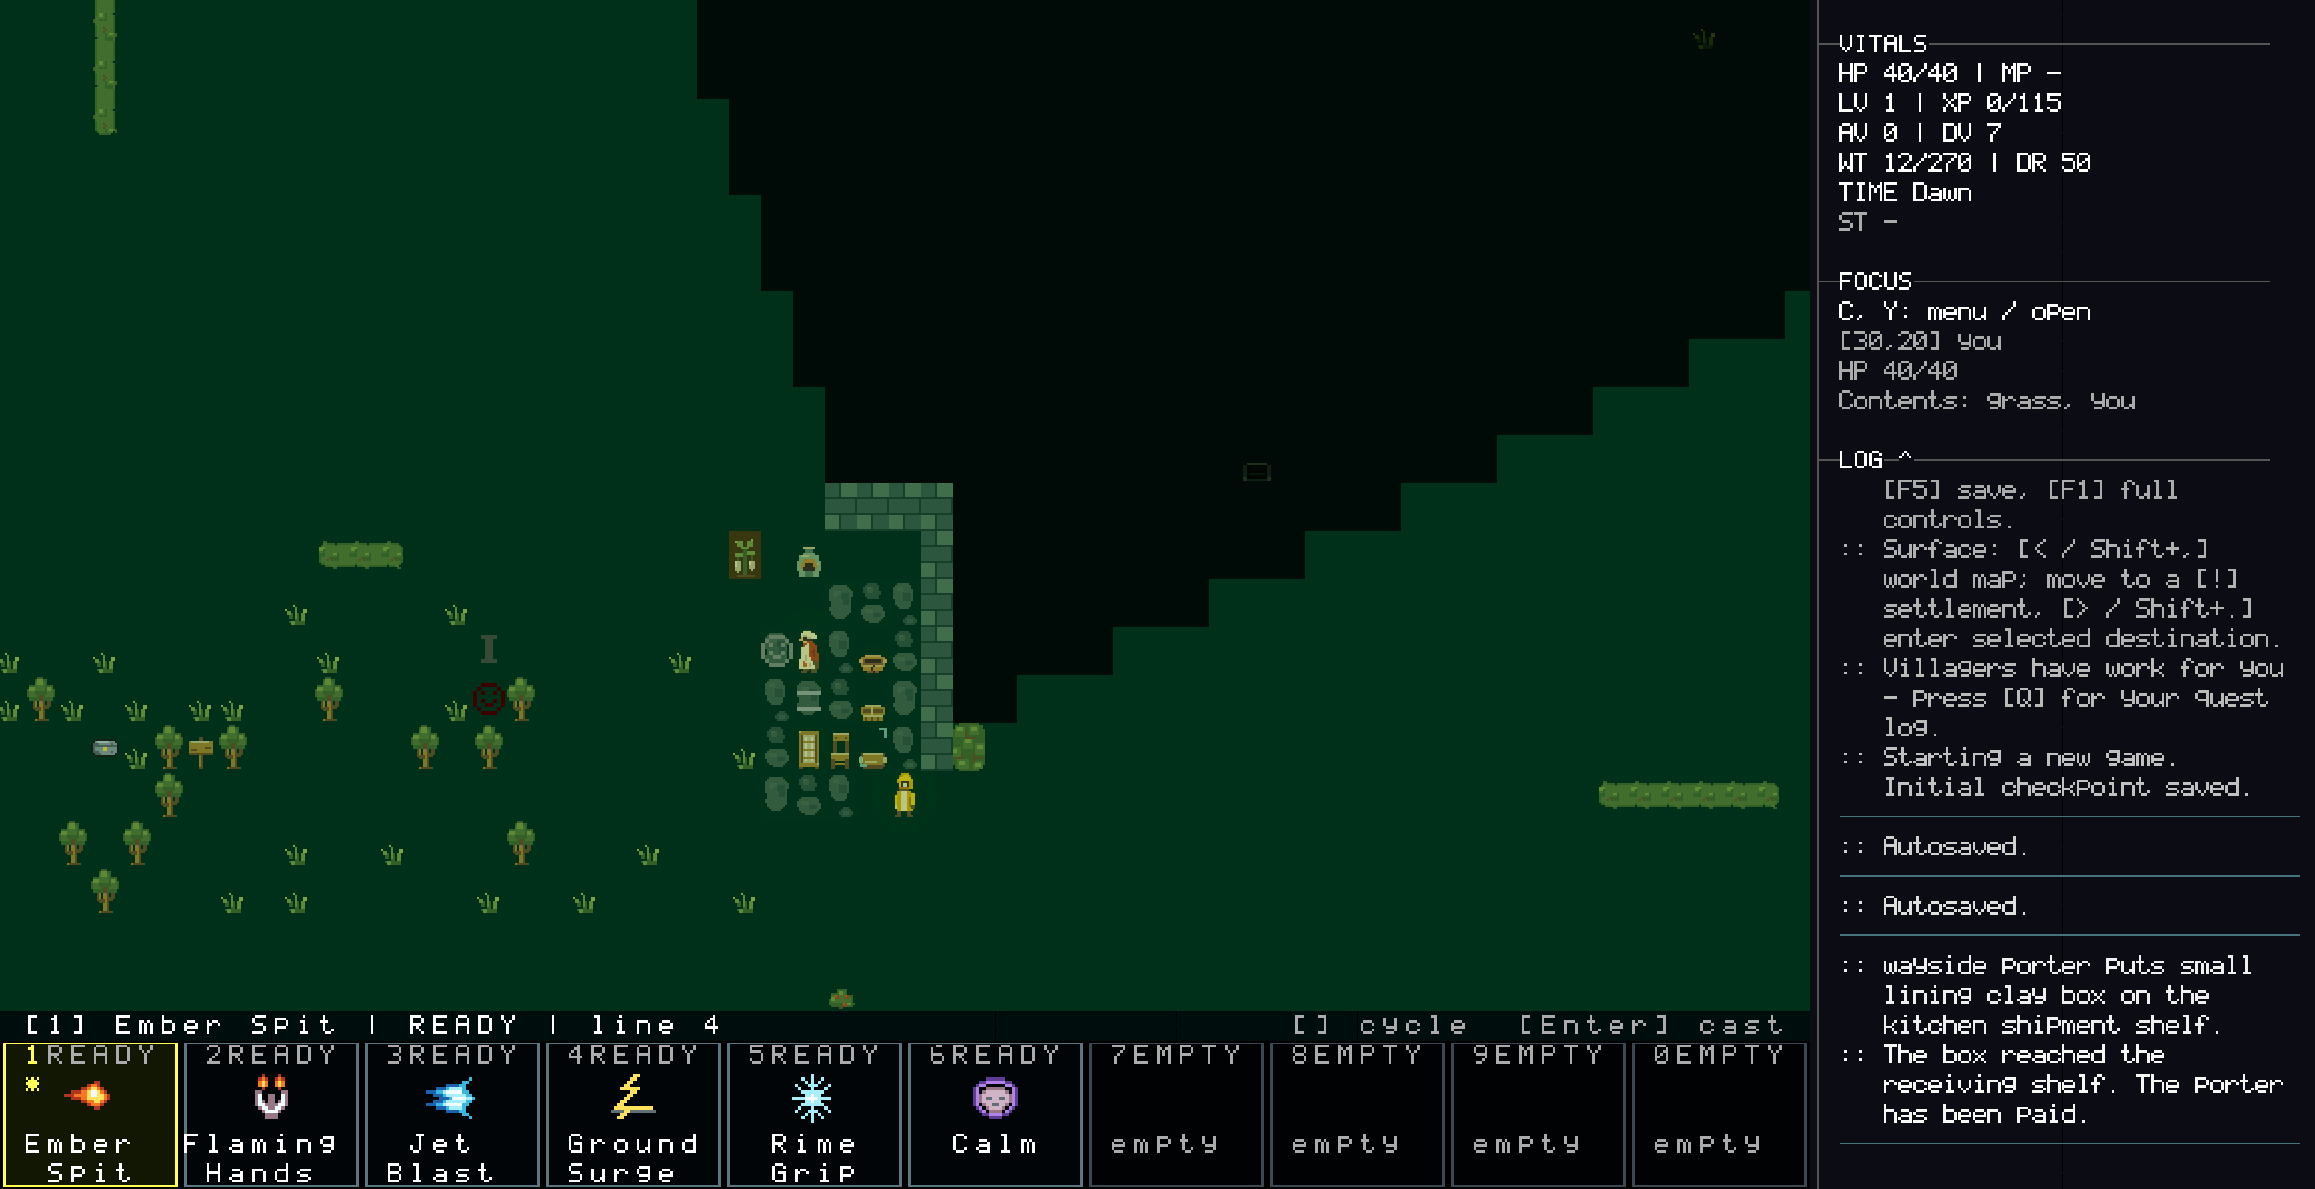 VITALS
HP 40/40 | MP -
LV 1 | XP 0/115
AV 0 | DV 7
WT 12/270 | DR 50
TIME Dawn
ST -
FOCUS
C, Y: menu / open
[30,20] you
HP 40/40
Contents: grass, you
LOG ^
[F5] save, [F1] full
controls.
:: Surface: [< / Shift+,]
world map; move to a [!]
settlement, [> / Shift+.]
enter selected destination.
:: Villagers have work for you
- press [Q] for your quest
log.
:: Starting a new game.
Initial checkpoint saved.
:: Autosaved.
:: Autosaved.
:: wayside porter puts small
lining clay box on the
kitchen shipment shelf.
:: The box reached the
receiving shelf. The porter
has been paid.
[1] Ember Spit | READY | line 4
[] cycle [Enter] cast
1READY
2READY
3READY
4READY
5READY
6READY
7EMPTY
8EMPTY
9EMPTY
0EMPTY
Ember
Spit
Flaming
Hands
Jet
Blast
Ground
Surge
Rime
Grip
Calm
empty
empty
empty
empty